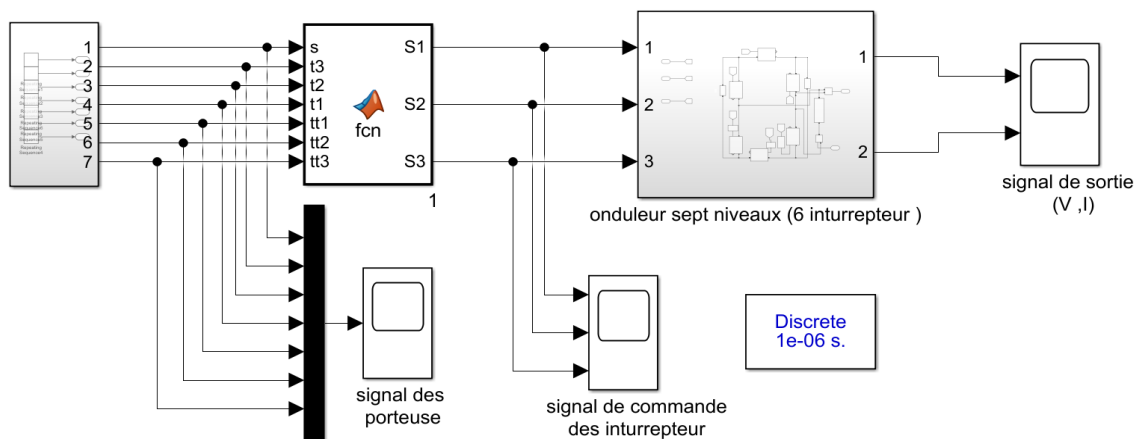 1
2
3
4
5
6
7
s
t3
t2
t1
tt1
tt2
tt3
fcn
S1
S2
S3
1
1
2
3
1
2
onduleur sept niveaux (6 inturrepteur )
signal de sortie
(V ,I)
signal des
porteuse
signal de commande
des inturrepteur
Discrete
1e-06 s.